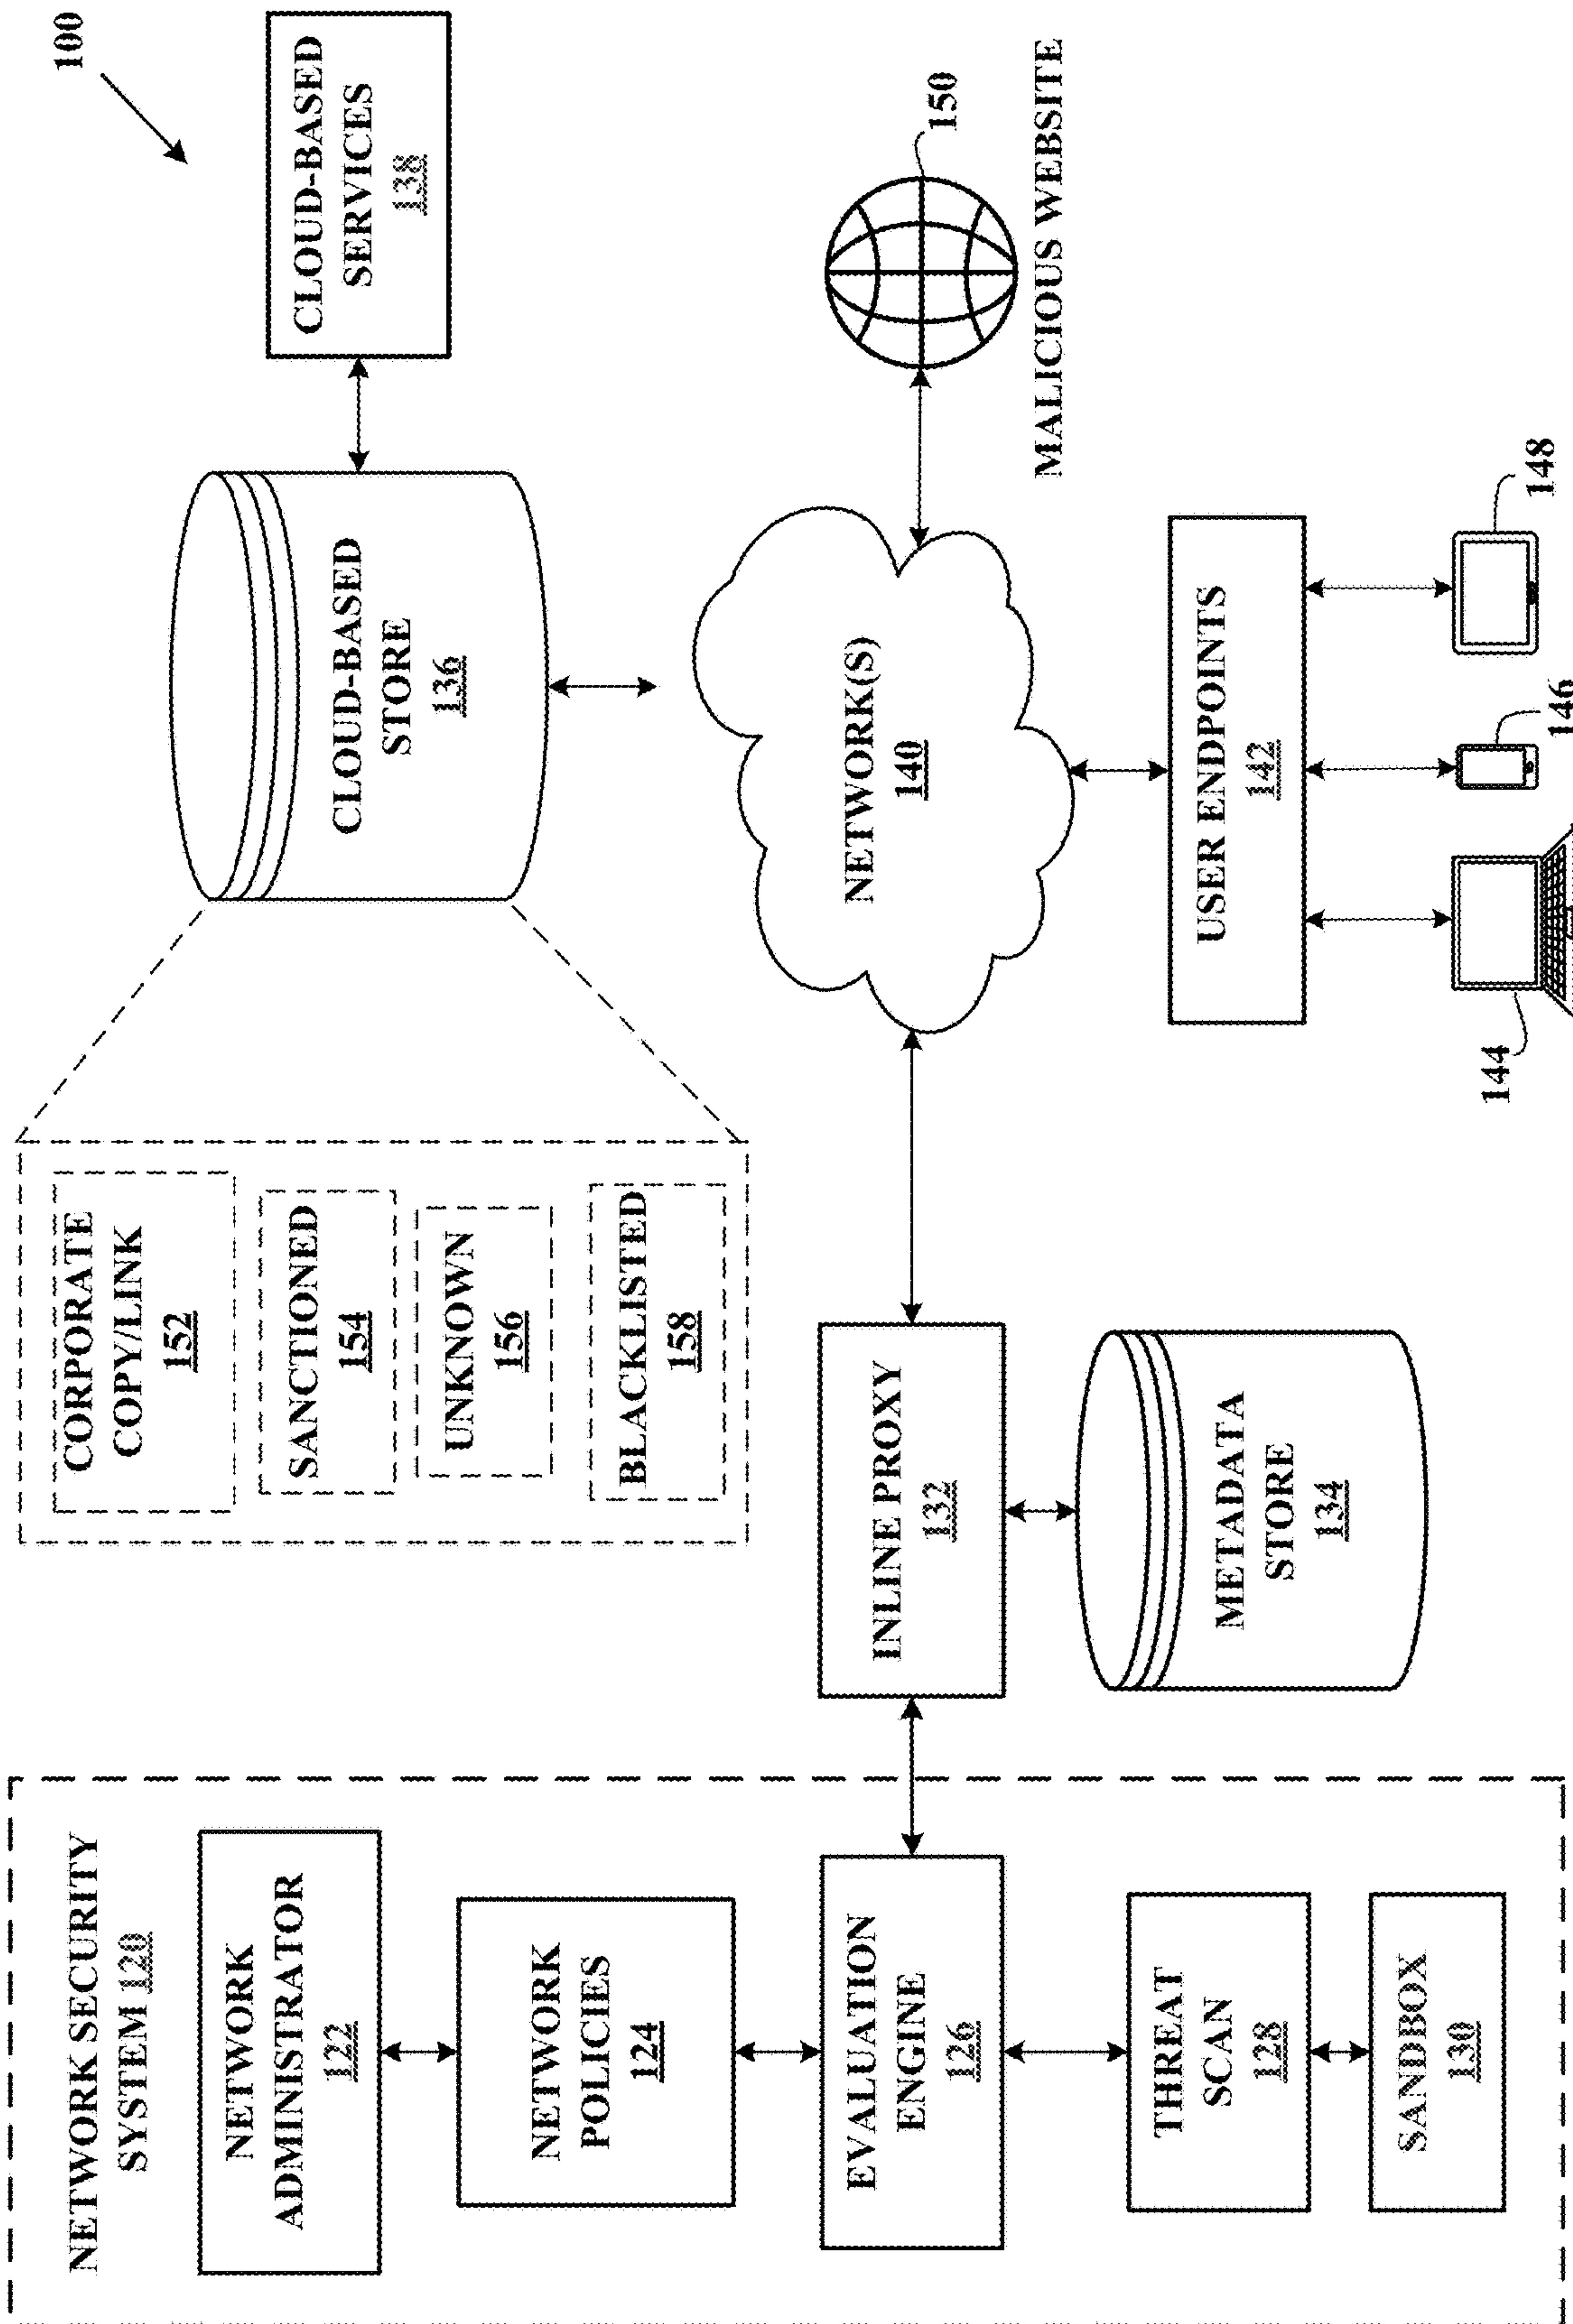 100
NETWORK SECURITY
SYSTEM 120
NETWORK
ADMINISTRATOR
122
NETWORK
POLICIES
124
EVALUATION
ENGINE
126
THREAT
SCAN
128
SANDBOX
130
CORPORATE
COPY/LINK
152
SANCTIONED
154
UNKNOWN
156
BLACKLISTED
158
INLINE PROXY
132
METADATA
STORE
134
CLOUD-BASED
STORE
136
CLOUD-BASED
SERVICES
138
NETWORK(S)
140
150
MALICIOUS WEBSITE
USER ENDPOINTS
142
144
146
148